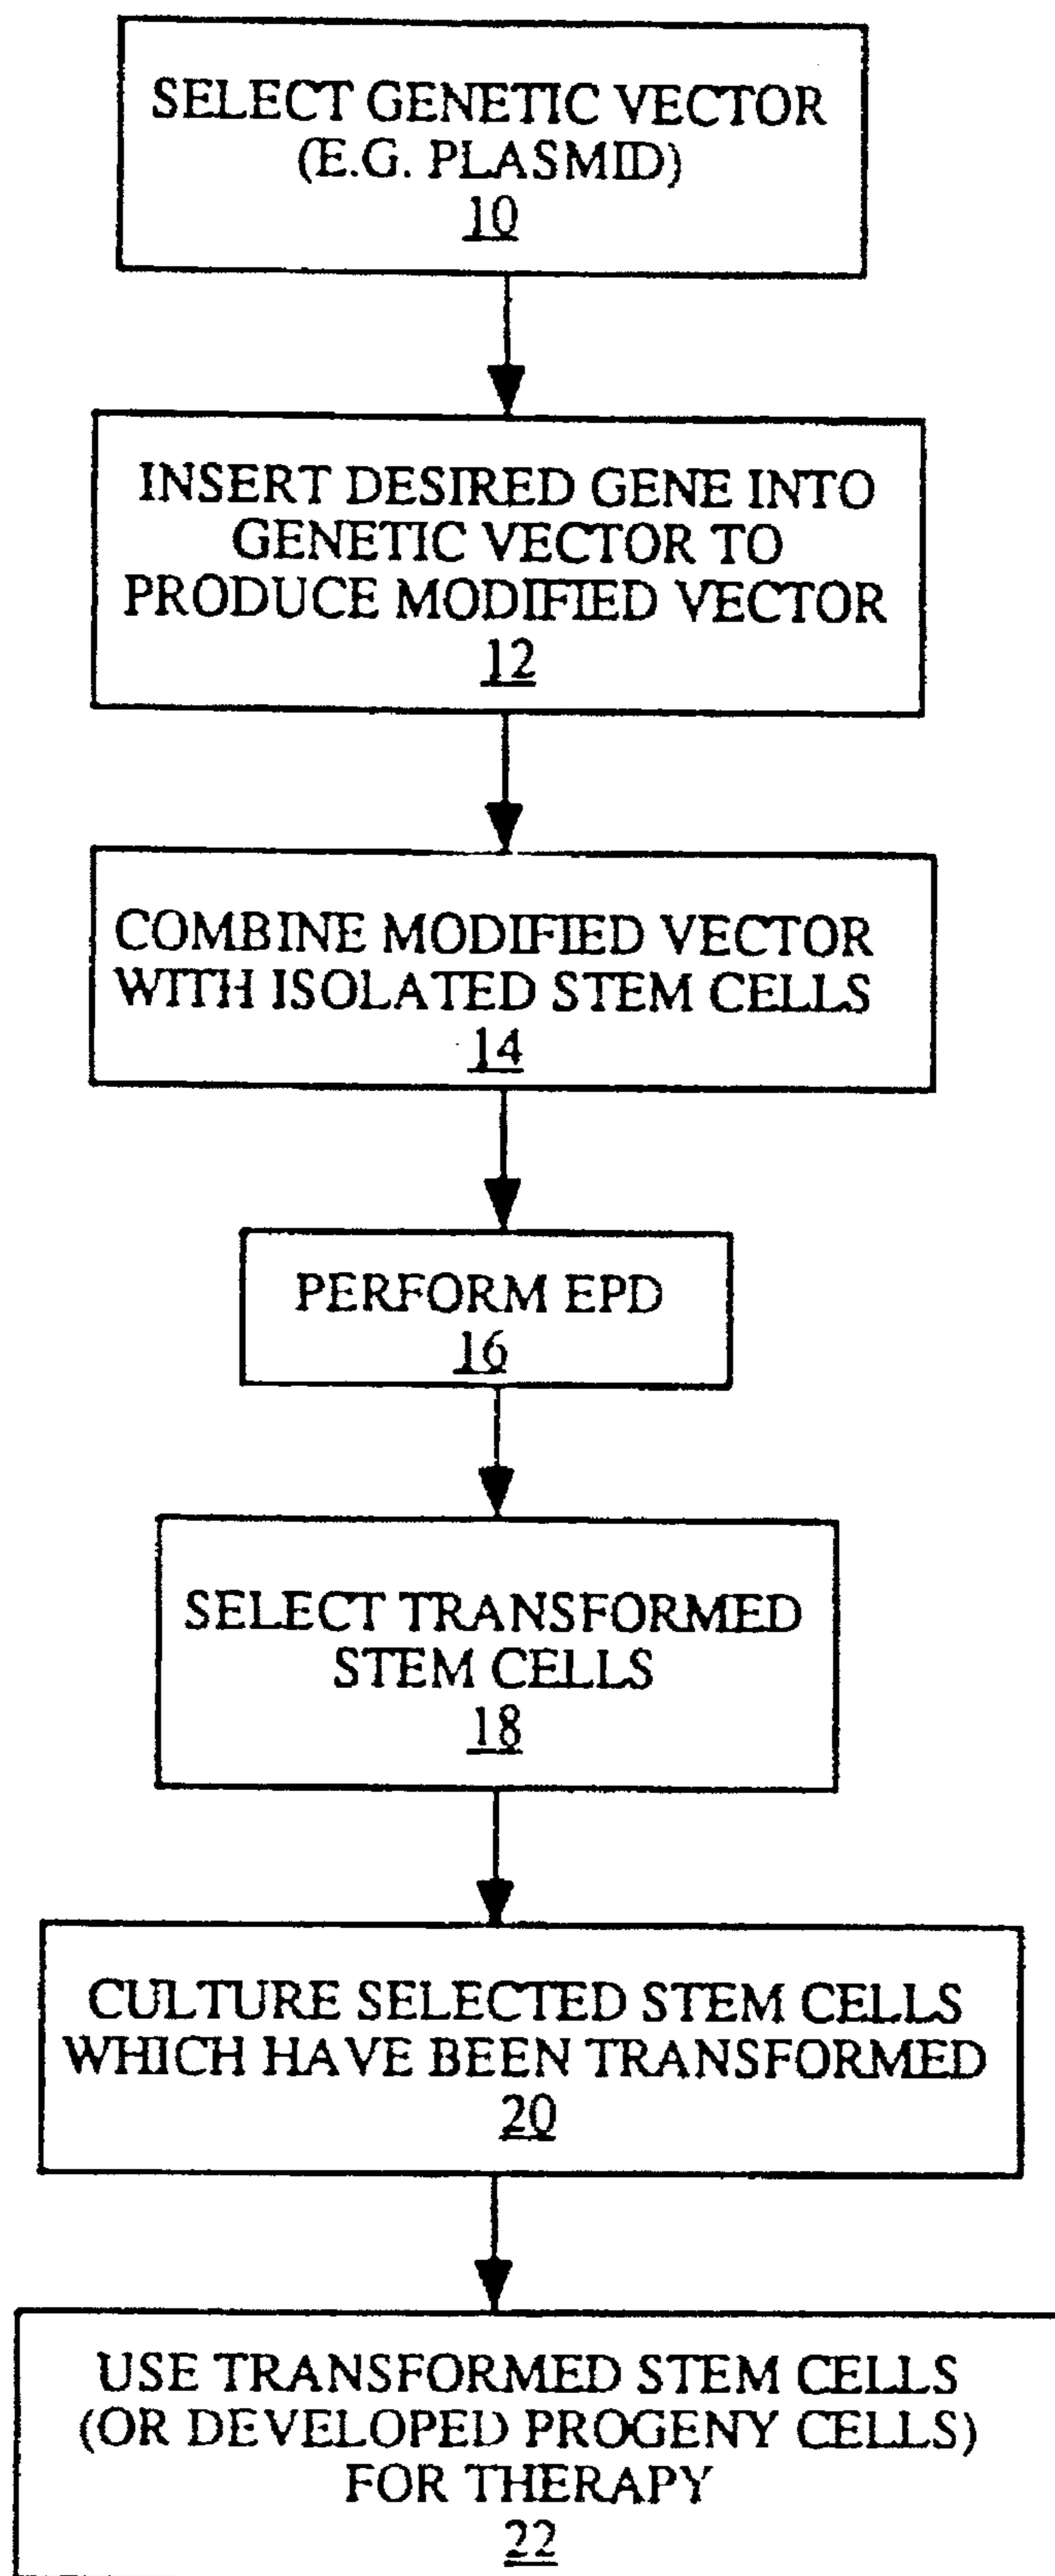 SELECT GENETIC VECTOR
(E.G. PLASMID)
10
INSERT DESIRED GENE INTO
GENETIC VECTOR TO
PRODUCE MODIFIED VECTOR
12
COMBINE MODIFIED VECTOR
WITH ISOLATED STEM CELLS
14
PERFORM EPD
16
SELECT TRANSFORMED
STEM CELLS
18
CULTURE SELECTED STEM CELLS
WHICH HAVE BEEN TRANSFORMED
20
USE TRANSFORMED STEM CELLS
(OR DEVELOPED PROGENY CELLS)
FOR THERAPY
22